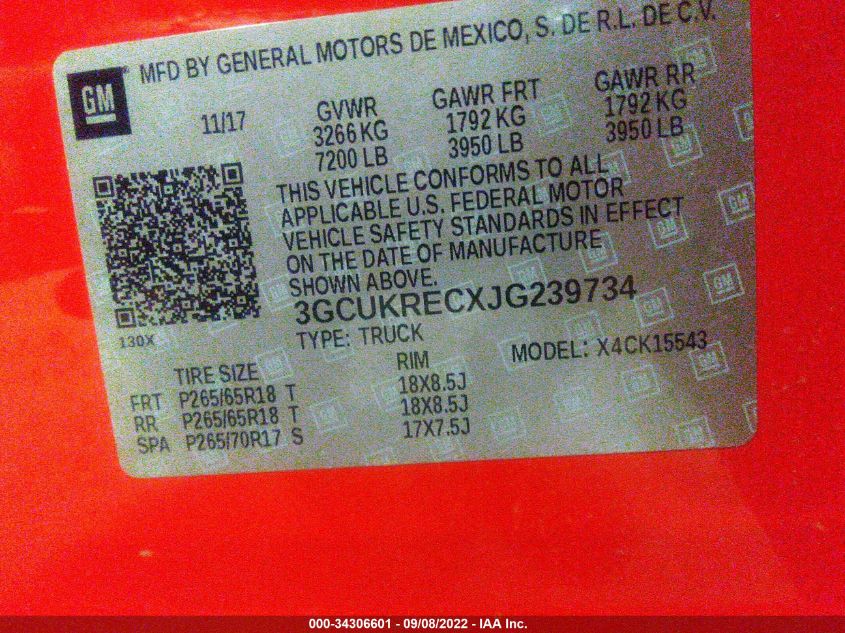 MFD BY GENERAL MOTORS DE MEXICO, S. DE R.L. DE C.V.
GM
11/17 GVWR GAWR FRT GAWR RR
3266 KG 1792 KG 1792 KG
7200 LB 3950 LB 3950 LB
THIS VEHICLE CONFORMS TO ALL
APPLICABLE U.S. FEDERAL MOTOR
VEHICLE SAFETY STANDARDS IN EFFECT
ON THE DATE OF MANUFACTURE
SHOWN ABOVE.
3GCUKRECXJG239734
130X
TYPE: TRUCK MODEL: X4CK15543
TIRE SIZE RIM
FRT P265/65R18 T 18X8.5J
RR P265/65R18 T 18X8.5J
SPA P265/70R17 S 17X7.5J
000-34306601 - 09/08/2022 - IAA Inc.